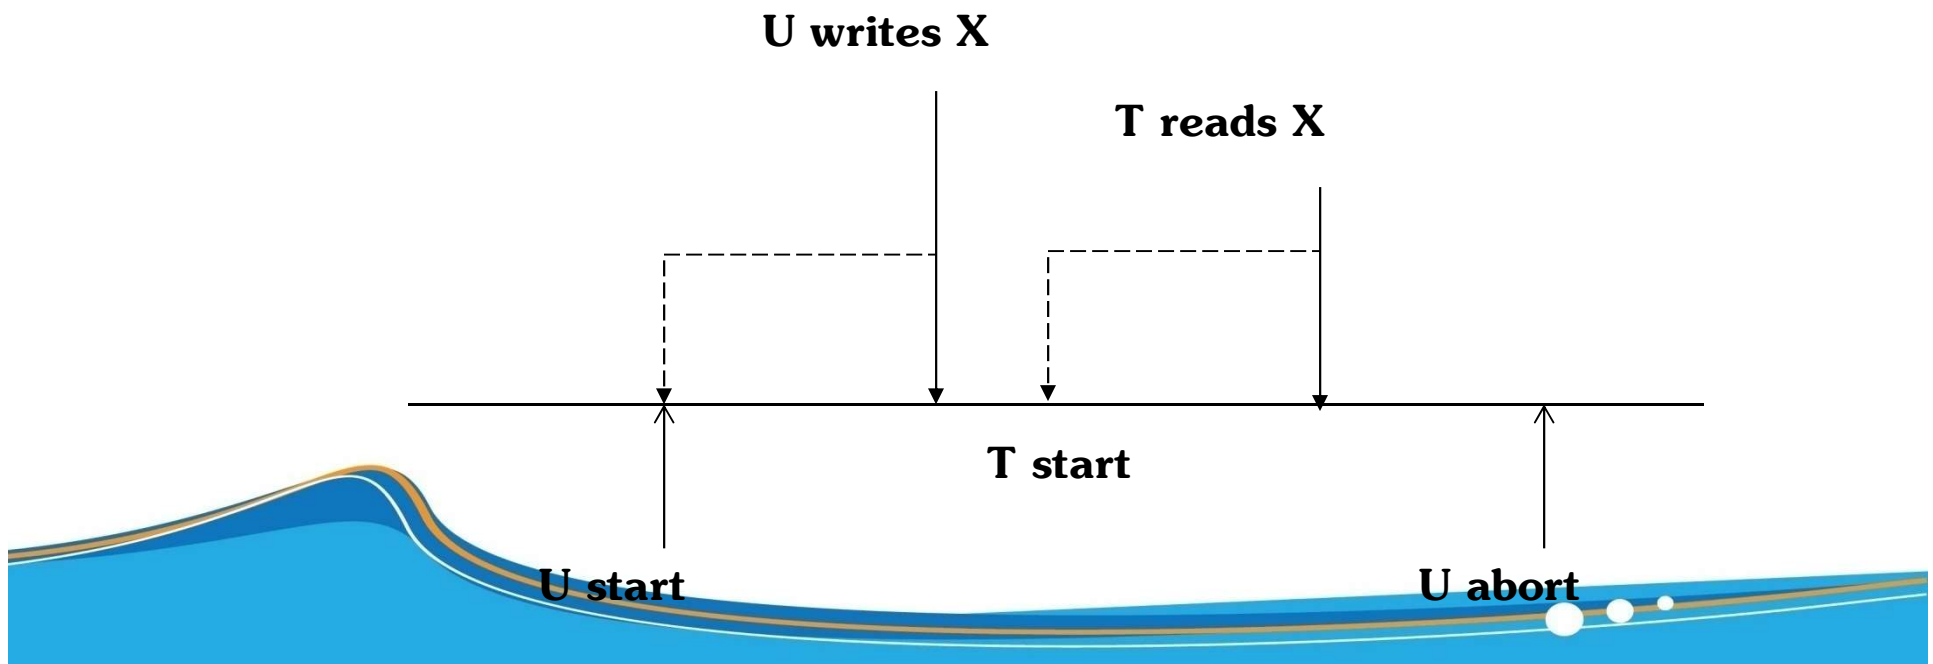 U writes X
T reads X
T start
U start
U abort